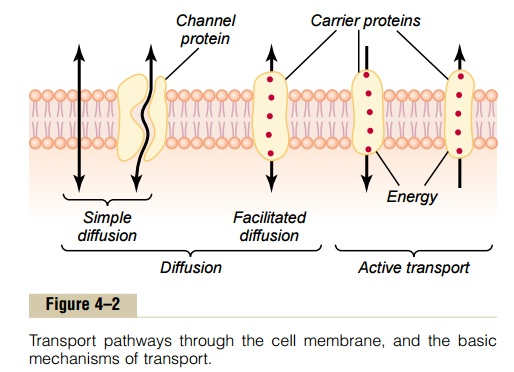 Channel
protein
Carrier proteins
Energy
Simple
diffusion
Facilitated
diffusion
Diffusion
Active transport
Figure 4–2
Transport pathways through the cell membrane, and the basic
mechanisms of transport.